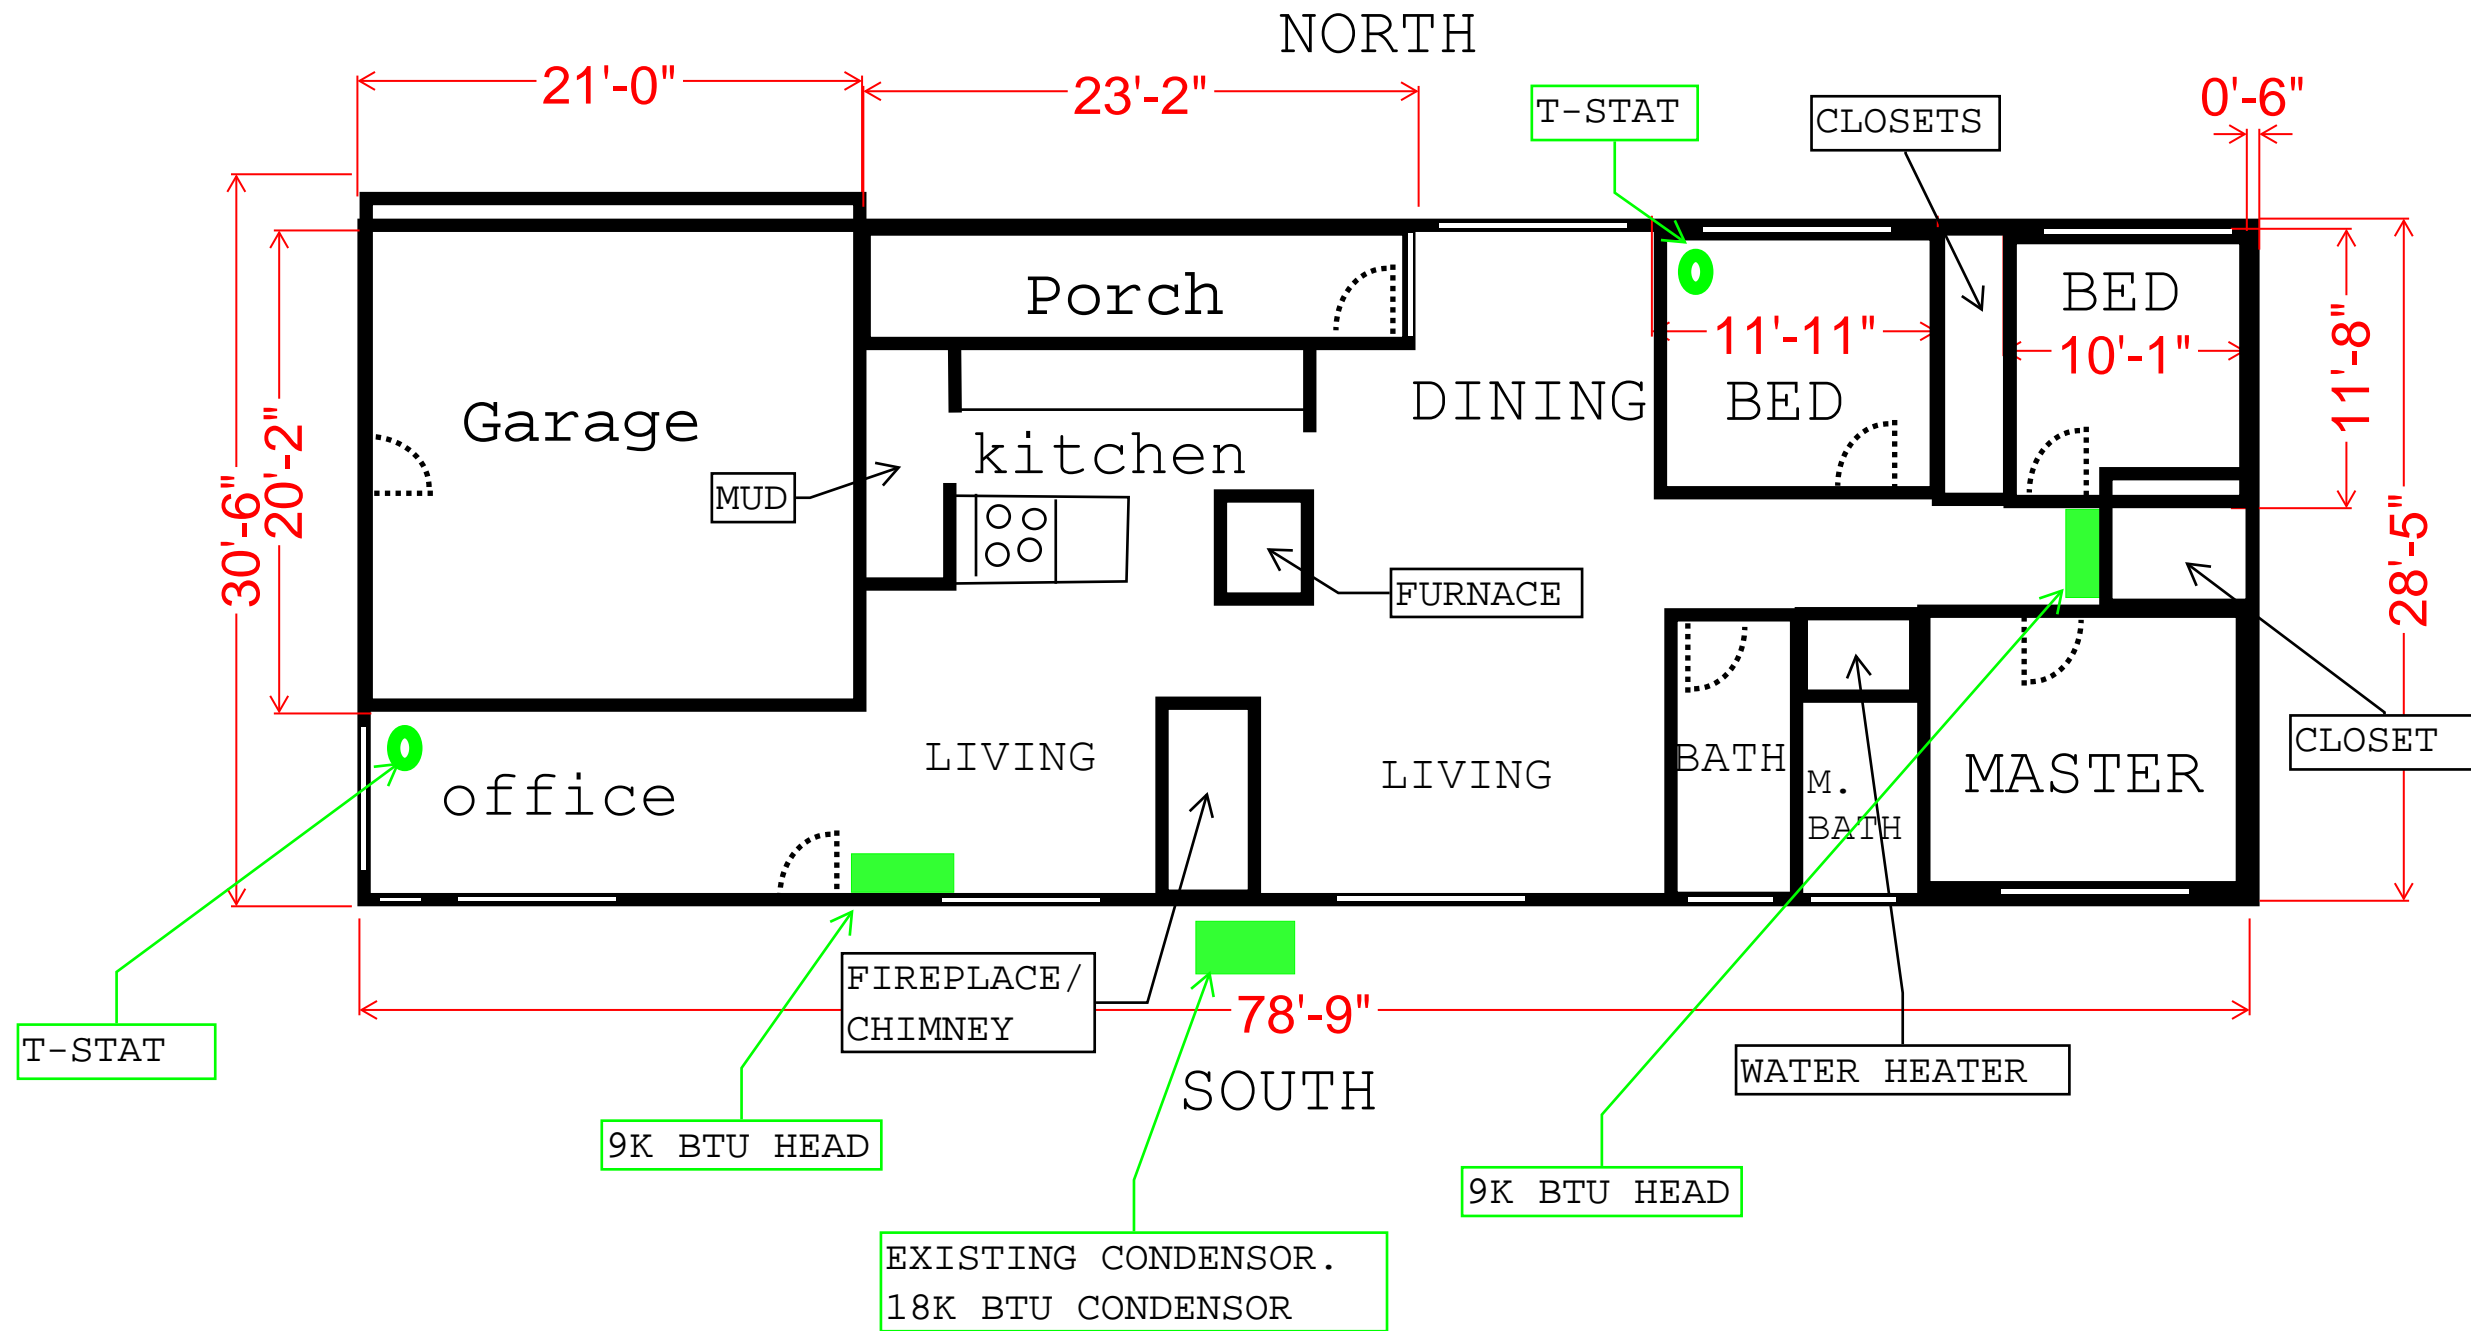 NORTH
21'-0"
23'-2"
0'-6"
T-STAT
CLOSETS
Porch
BED
11'-11"
10'-1"
11'-8"
Garage
DINING
BED
kitchen
MUD
30'-6"
20'-2"
28'-5"
FURNACE
office
LIVING
LIVING
BATH
M.
BATH
MASTER
CLOSET
FIREPLACE/
CHIMNEY
78'-9"
T-STAT
SOUTH
WATER HEATER
9K BTU HEAD
9K BTU HEAD
EXISTING CONDENSOR.
18K BTU CONDENSOR